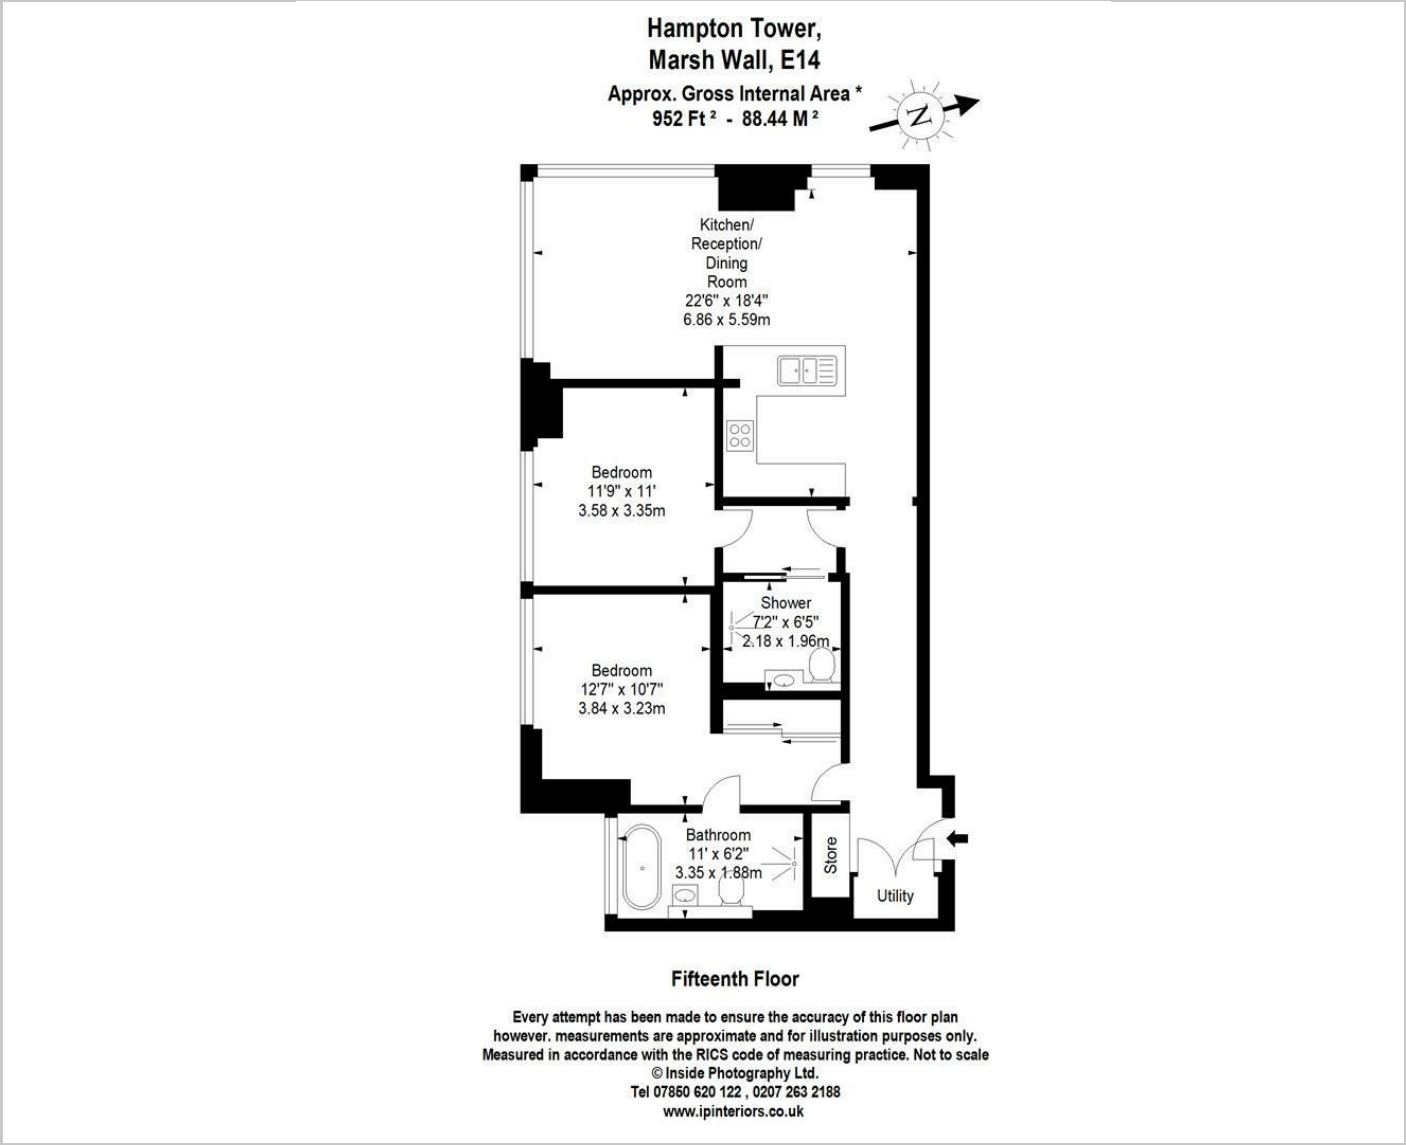 Hampton Tower,
Marsh Wall, E14
Approx. Gross Internal Area *
952 Ft ² - 88.44 M ²
N
Kitchen/
Reception/
Dining
Room
22'6" x 18'4"
6.86 x 5.59m
Bedroom
11'9" x 11'
3.58 x 3.35m
Shower
7'2" x 6'5"
2.18 x 1.96m
Bedroom
12'7" x 10'7"
3.84 x 3.23m
Bathroom
11' x 6'2"
3.35 x 1.88m
Store
Utility
Fifteenth Floor
Every attempt has been made to ensure the accuracy of this floor plan
however. measurements are approximate and for illustration purposes only.
Measured in accordance with the RICS code of measuring practice. Not to scale
© Inside Photography Ltd.
Tel 07850 620 122 , 0207 263 2188
www.ipinteriors.co.uk